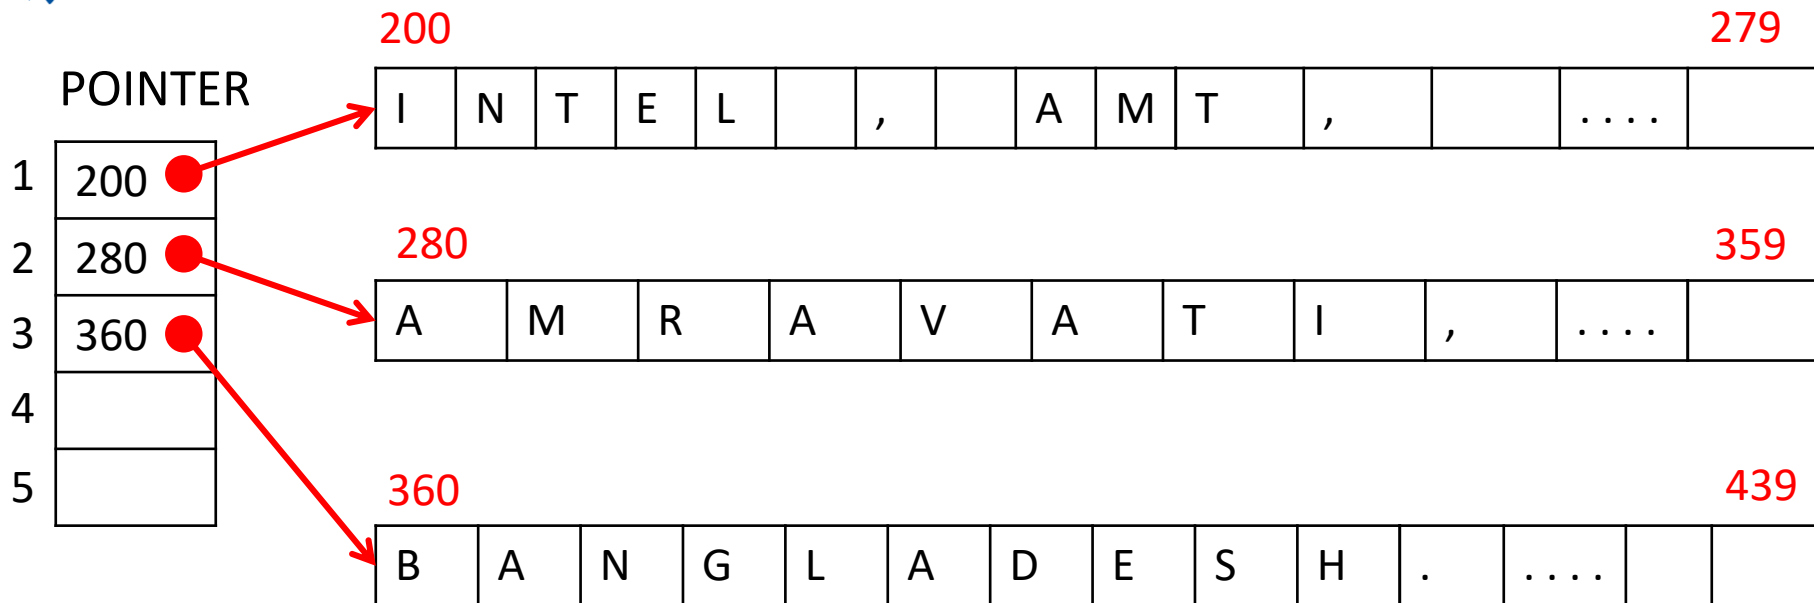 200 279
POINTER
I N T E L , A M T , ....
1 200
280 359
2 280
A M R A V A T I , ....
3 360
4
5
360 439
B A N G L A D E S H . ....